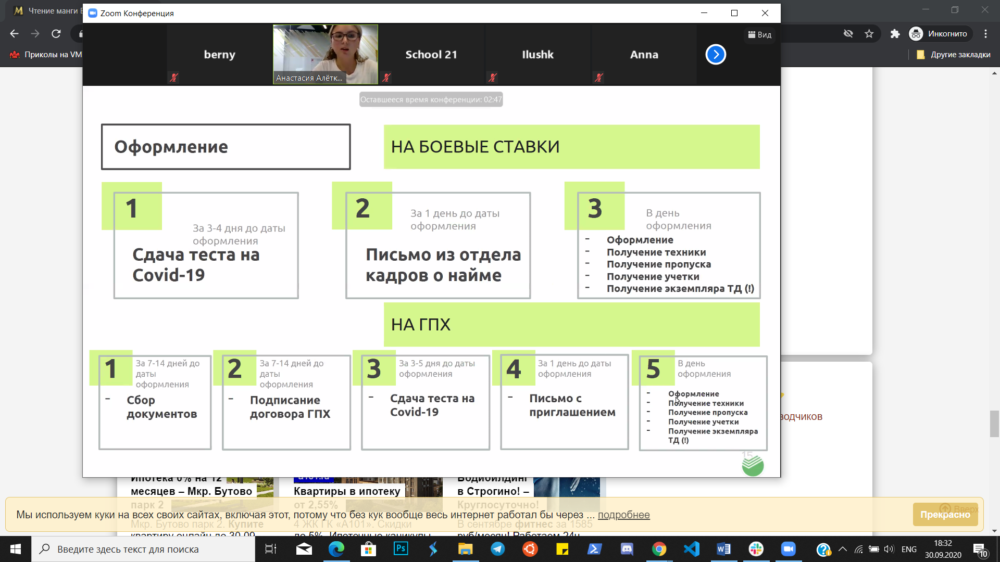 Чтение манги
Zoom Конференция
Инкогнито
Приколы на VM
Другие закладки
berny
Анастасия Алётк...
School 21
Ilushk
Anna
Вид
Оставшееся время конференции: 02:47
Оформление
НА БОЕВЫЕ СТАВКИ
1
За 3-4 дня до даты
оформления
Сдача теста на
Covid-19
2
За 1 день до даты
оформления
Письмо из отдела
кадров о найме
3
В день
оформления
- Оформление
- Получение техники
- Получение пропуска
- Получение учетки
- Получение экземпляра ТД (!)
НА ГПХ
1
За 7-14 дней до
даты
оформления
- Сбор
документов
2
За 7-14 дней до
даты
оформления
- Подписание
договора ГПХ
3
За 3-5 дня до даты
оформления
- Сдача теста на
Covid-19
4
За 1 день до даты
оформления
- Письмо с
приглашением
5
В день
оформления
- Оформление
- Получение техники
- Получение пропуска
- Получение учетки
- Получение экземпляра
ТД (!)
15
водчиков
Ипотека 0% на 12
месяцев – Мкр. Бутово
парк 2
Мкр. Бутово парк 2. Купите
квартиру онлайн до 30.09
a101.ru
Квартиры в ипотеку
от 2,55%
4 ЖК ГК «А101». Скидки
до 5%. Ипотечные каникулы
Бодибилдинг
в Строгино! –
Круглосуточно!
В сентябре фитнес за 1585
руб/месяц! Работаем 24ч
Мы используем куки на всех своих сайтах, включая этот, потому что без кук вообще весь интернет работал бы через ... подробнее
Вверх
Прекрасно
Введите здесь текст для поиска
Ps
ENG
18:32
30.09.2020
10